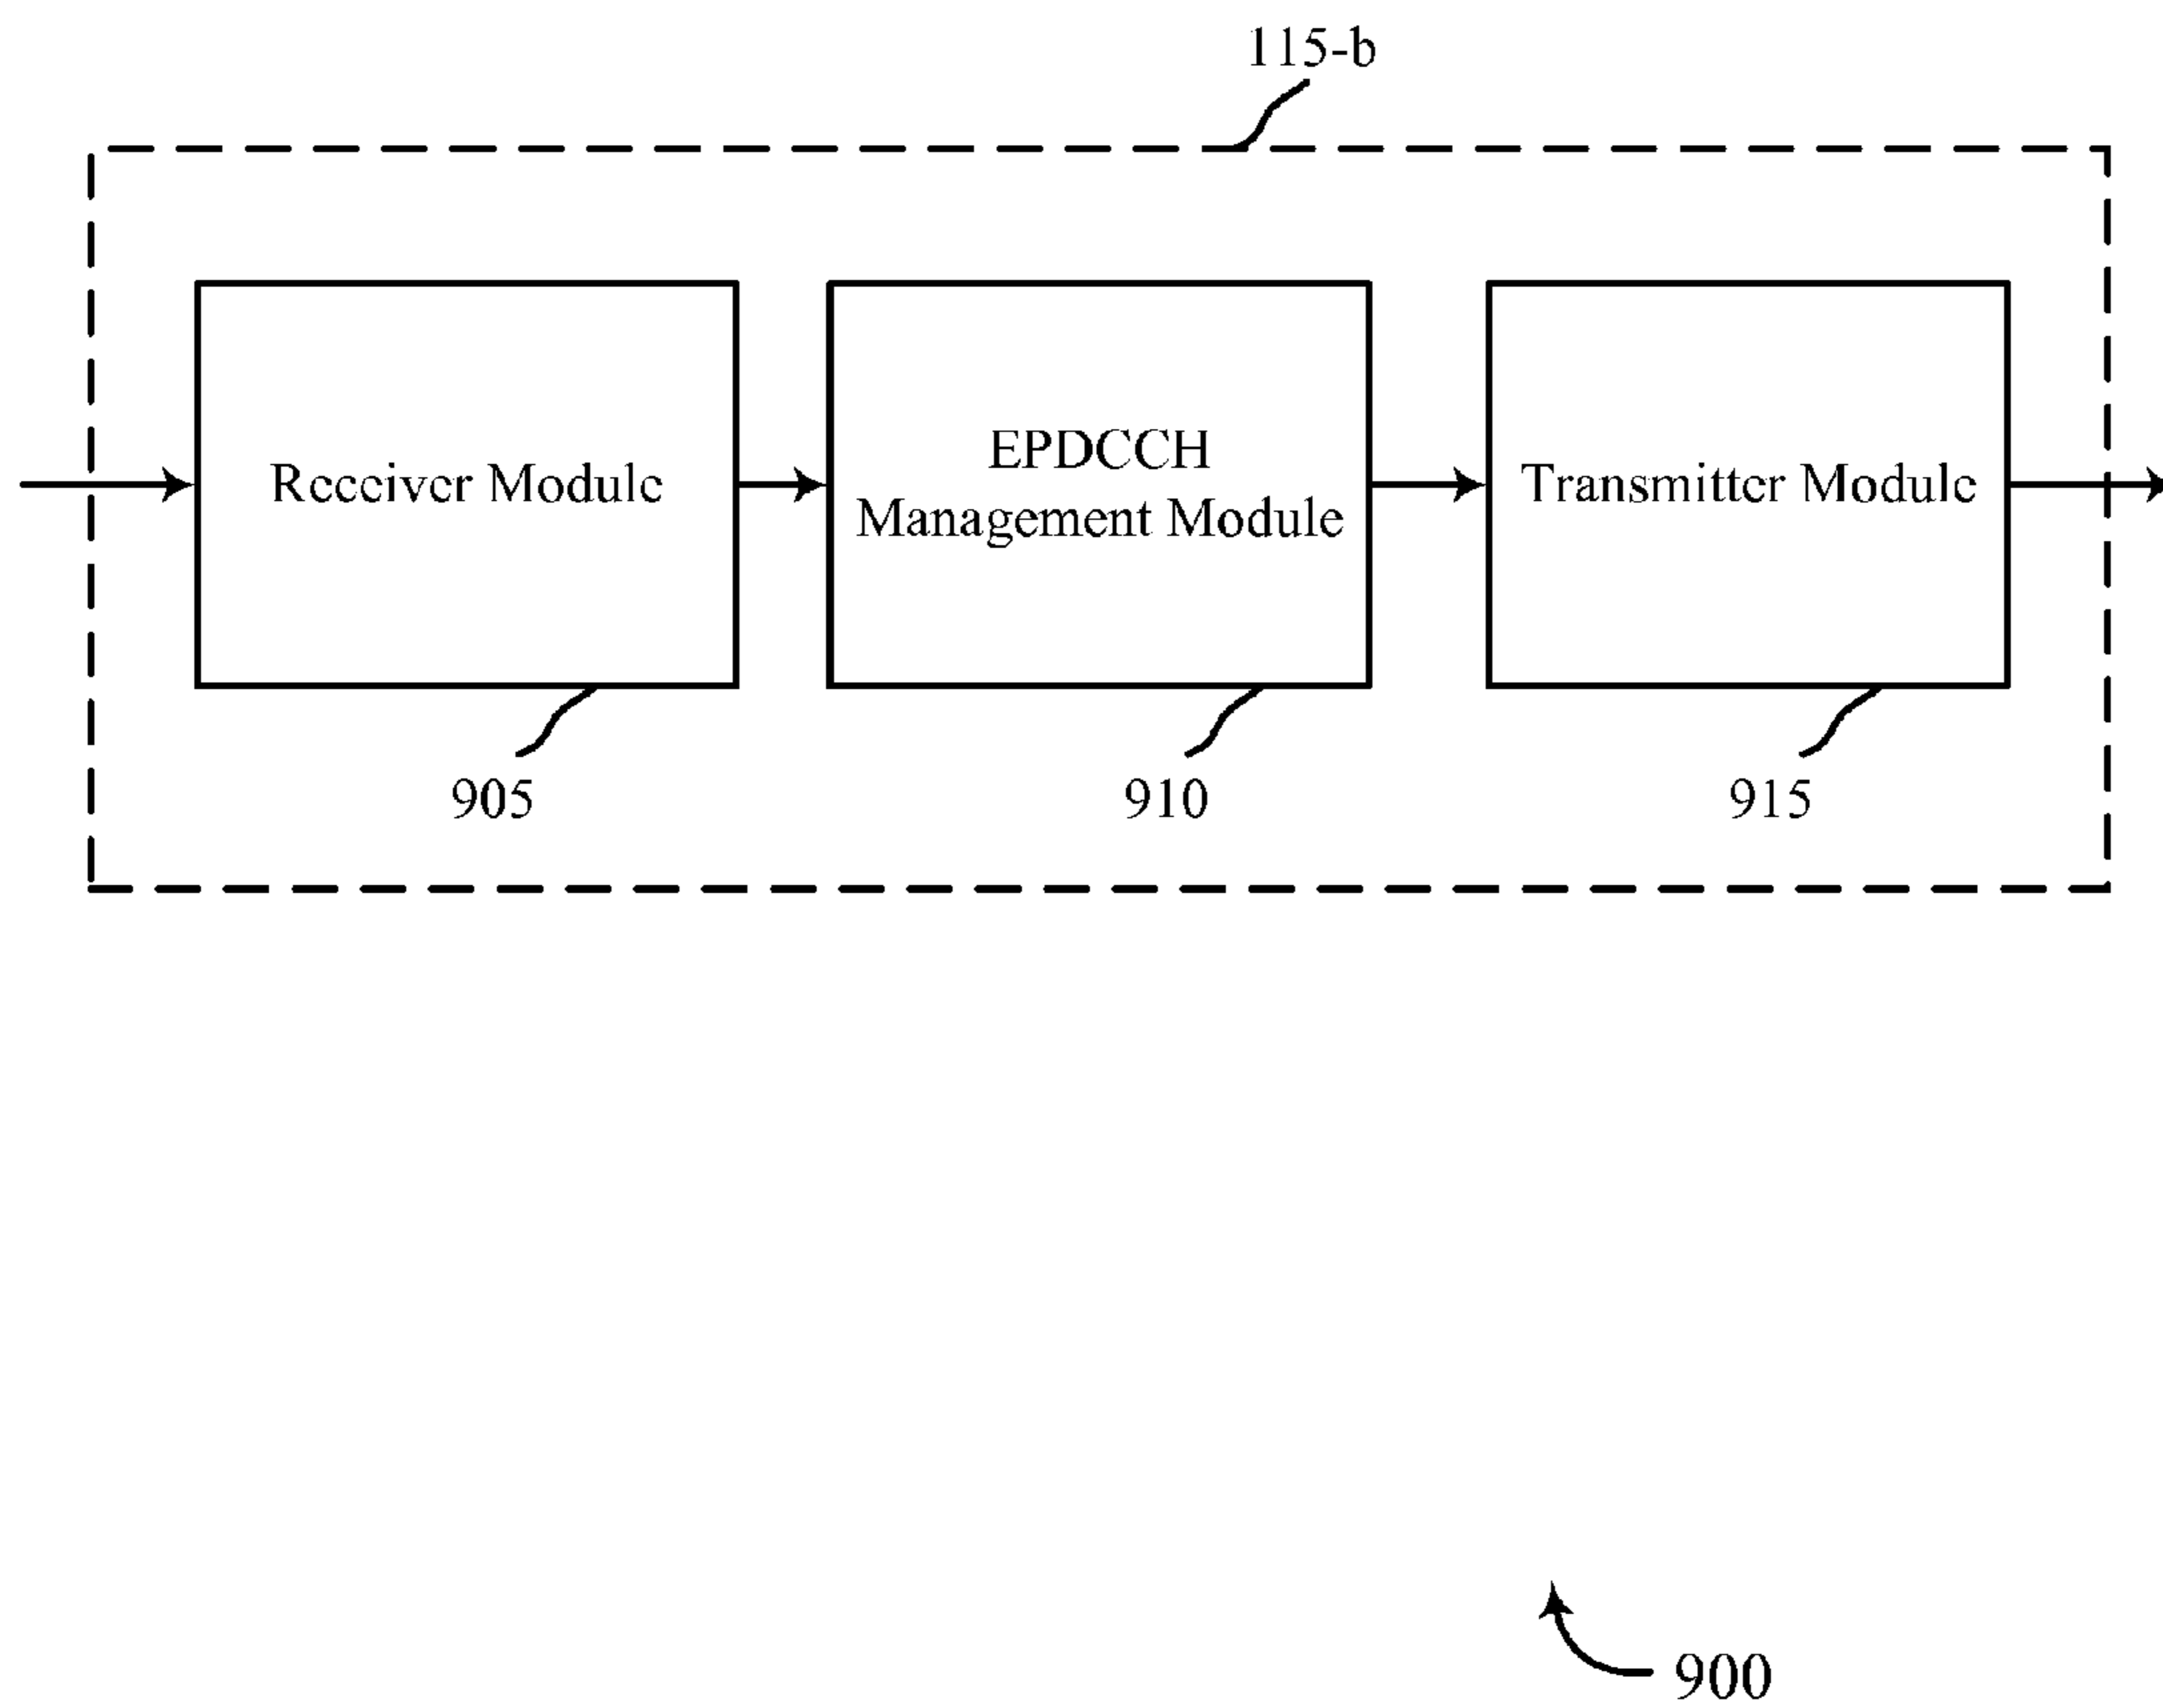 115-b
Receiver Module
EPDCCH
Management Module
Transmitter Module
905
910
915
900